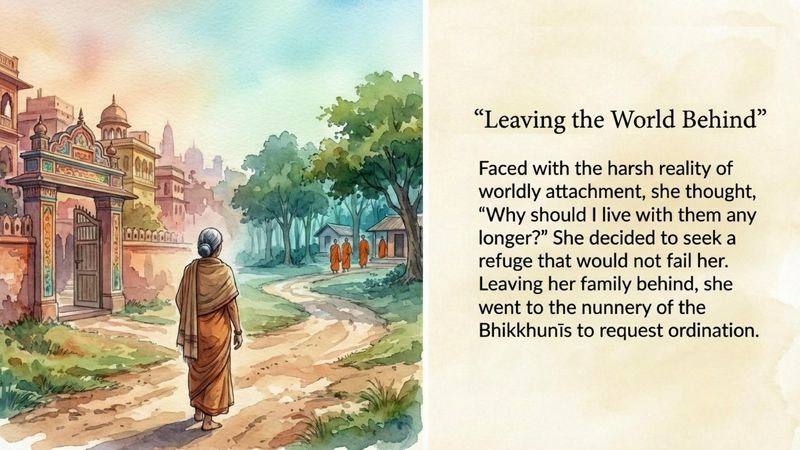 “Leaving the World Behind”
Faced with the harsh reality of
worldly attachment, she thought,
“Why should I live with them any
longer?” She decided to seek a
refuge that would not fail her.
Leaving her family behind, she
went to the nunnery of the
Bhikkhunīs to request ordination.